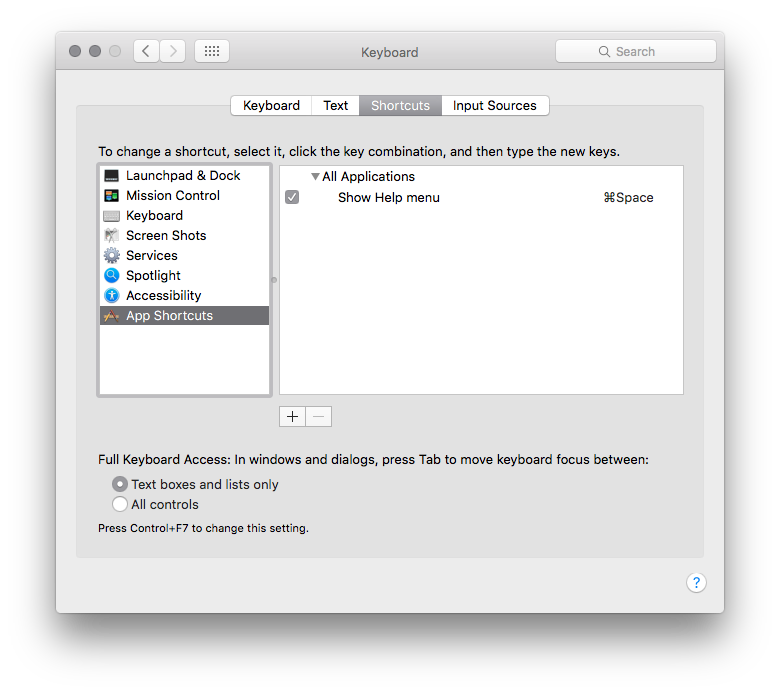 Keyboard
Search
Keyboard Text Shortcuts Input Sources
To change a shortcut, select it, click the key combination, and then type the new keys.
Launchpad & Dock
Mission Control
Keyboard
Screen Shots
Services
Spotlight
Accessibility
App Shortcuts
All Applications
Show Help menu ⌘Space
Full Keyboard Access: In windows and dialogs, press Tab to move keyboard focus between:
Text boxes and lists only
All controls
Press Control+F7 to change this setting.
?